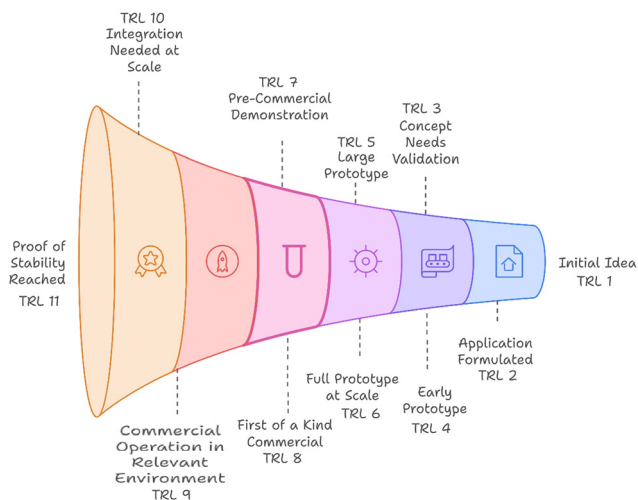 TRL 10
Integration
Needed at
Scale
TRL 7
Pre-Commercial
Demonstration
TRL 5
Large
Prototype
TRL 3
Concept
Needs
Validation
Proof of
Stability
Reached
TRL 11
Initial Idea
TRL 1
Commercial
Operation in
Relevant
Environment
TRL 9
First of a Kind
Commercial
TRL 8
Full Prototype
at Scale
TRL 6
Early
Prototype
TRL 4
Application
Formulated
TRL 2